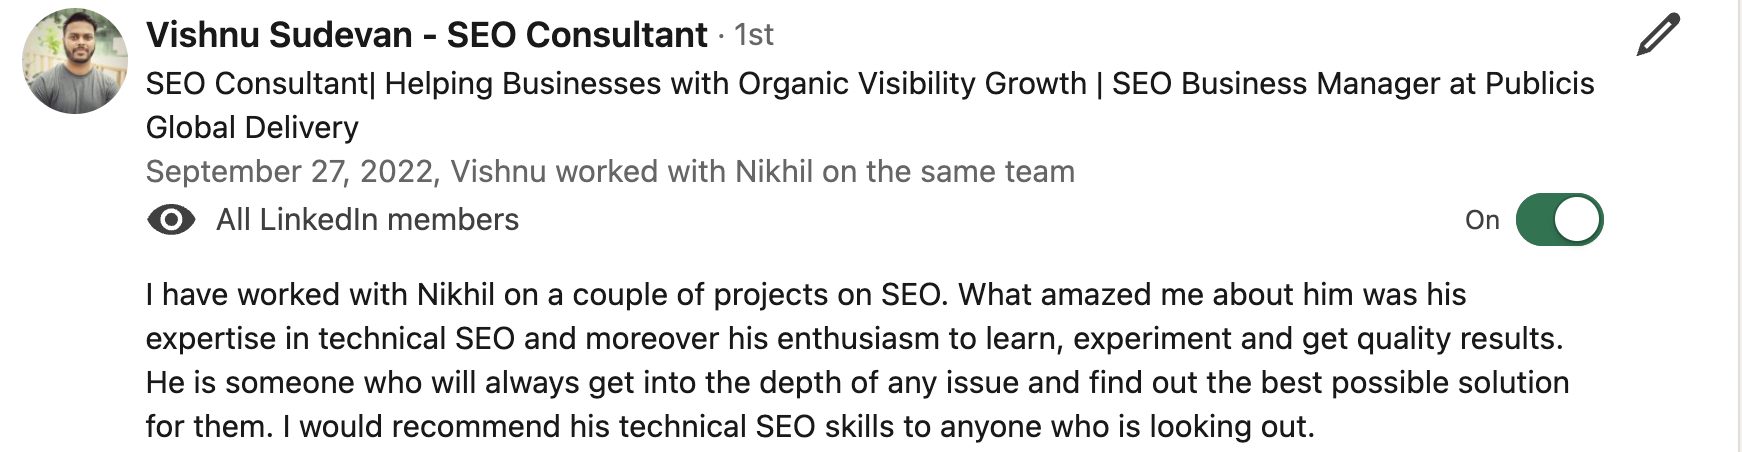 Vishnu Sudevan - SEO Consultant · 1st
SEO Consultant| Helping Businesses with Organic Visibility Growth | SEO Business Manager at Publicis
Global Delivery
September 27, 2022, Vishnu worked with Nikhil on the same team
All LinkedIn members
On
I have worked with Nikhil on a couple of projects on SEO. What amazed me about him was his
expertise in technical SEO and moreover his enthusiasm to learn, experiment and get quality results.
He is someone who will always get into the depth of any issue and find out the best possible solution
for them. I would recommend his technical SEO skills to anyone who is looking out.